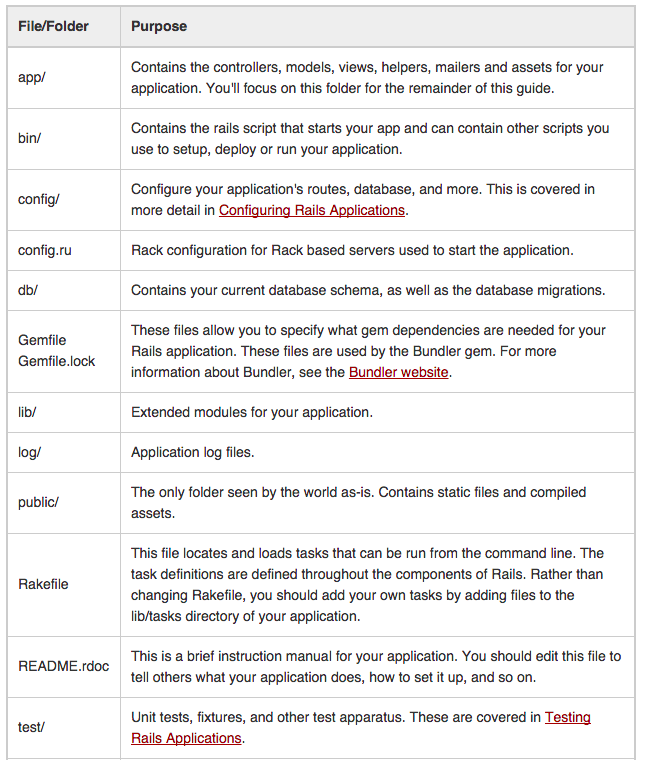 File/Folder Purpose
app/
Contains the controllers, models, views, helpers, mailers and assets for your
application. You'll focus on this folder for the remainder of this guide.
bin/
Contains the rails script that starts your app and can contain other scripts you
use to setup, deploy or run your application.
config/
Configure your application's routes, database, and more. This is covered in
more detail in Configuring Rails Applications.
config.ru Rack configuration for Rack based servers used to start the application.
db/ Contains your current database schema, as well as the database migrations.
Gemfile
Gemfile.lock
These files allow you to specify what gem dependencies are needed for your
Rails application. These files are used by the Bundler gem. For more
information about Bundler, see the Bundler website.
lib/ Extended modules for your application.
log/ Application log files.
public/
The only folder seen by the world as-is. Contains static files and compiled
assets.
Rakefile
This file locates and loads tasks that can be run from the command line. The
task definitions are defined throughout the components of Rails. Rather than
changing Rakefile, you should add your own tasks by adding files to the
lib/tasks directory of your application.
README.rdoc
This is a brief instruction manual for your application. You should edit this file to
tell others what your application does, how to set it up, and so on.
test/
Unit tests, fixtures, and other test apparatus. These are covered in Testing
Rails Applications.